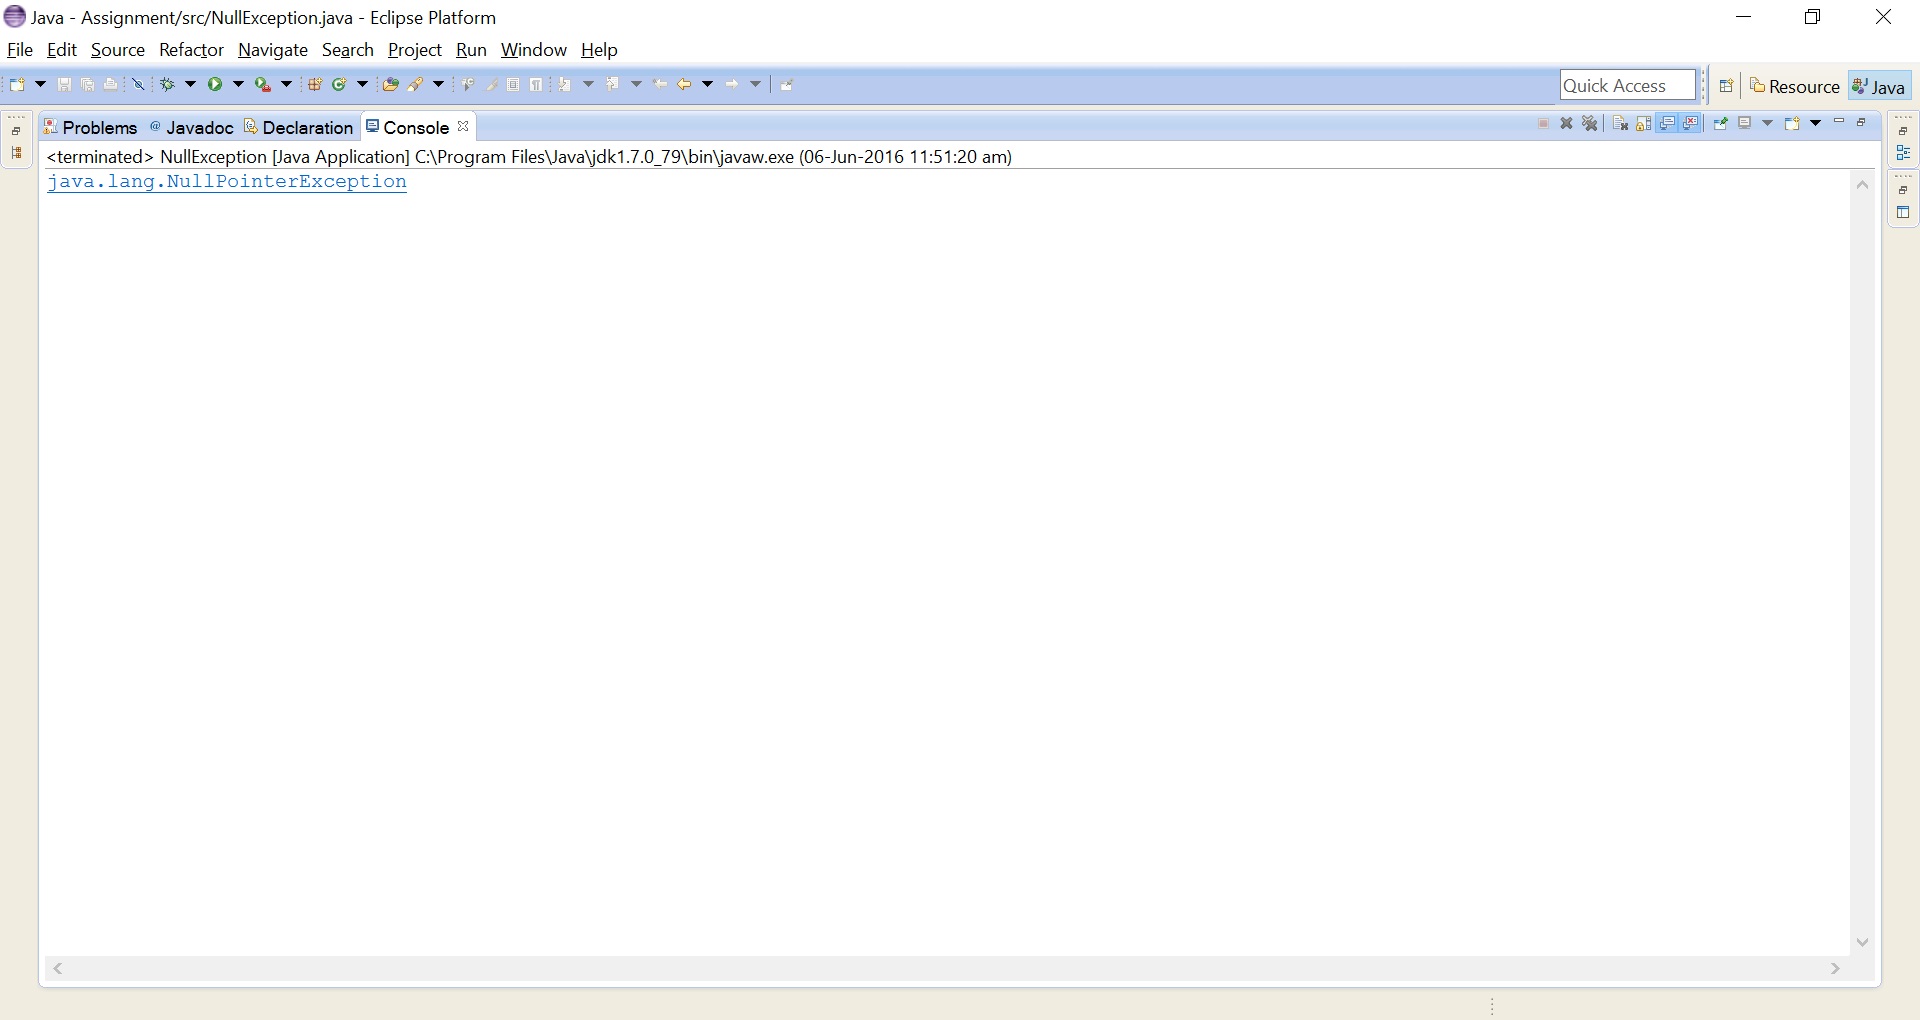 Java - Assignment/src/NullException.java - Eclipse Platform
File Edit Source Refactor Navigate Search Project Run Window Help
Quick Access Resource Java
Problems @ Javadoc Declaration Console
<terminated> NullException [Java Application] C:\Program Files\Java\jdk1.7.0_79\bin\javaw.exe (06-Jun-2016 11:51:20 am)
java.lang.NullPointerException